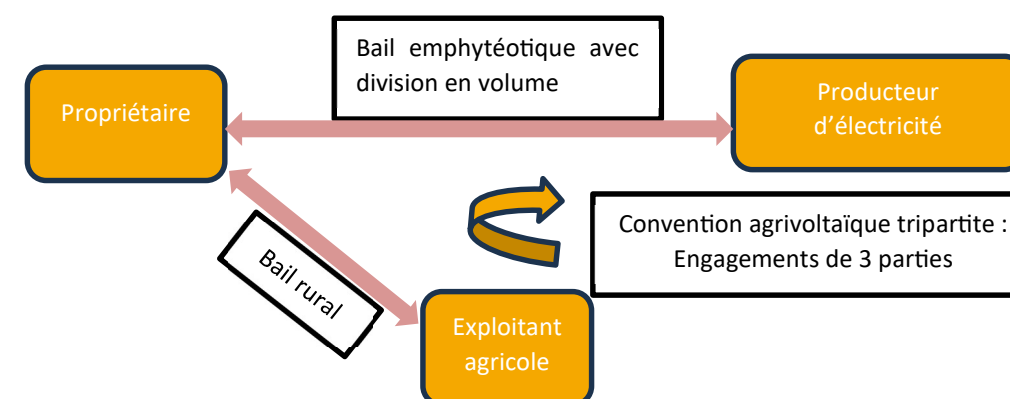 Bail emphytéotique avec
division en volume
Propriétaire
Producteur
d’électricité
Convention agrivoltaïque tripartite :
Engagements de 3 parties
Bail rural
Exploitant
agricole